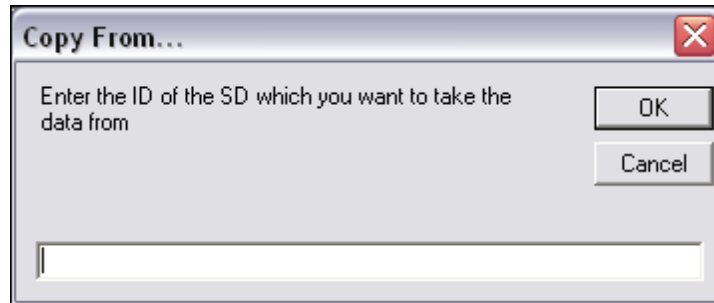 Copy From...
Enter the ID of the SD which you want to take the
data from
OK
Cancel